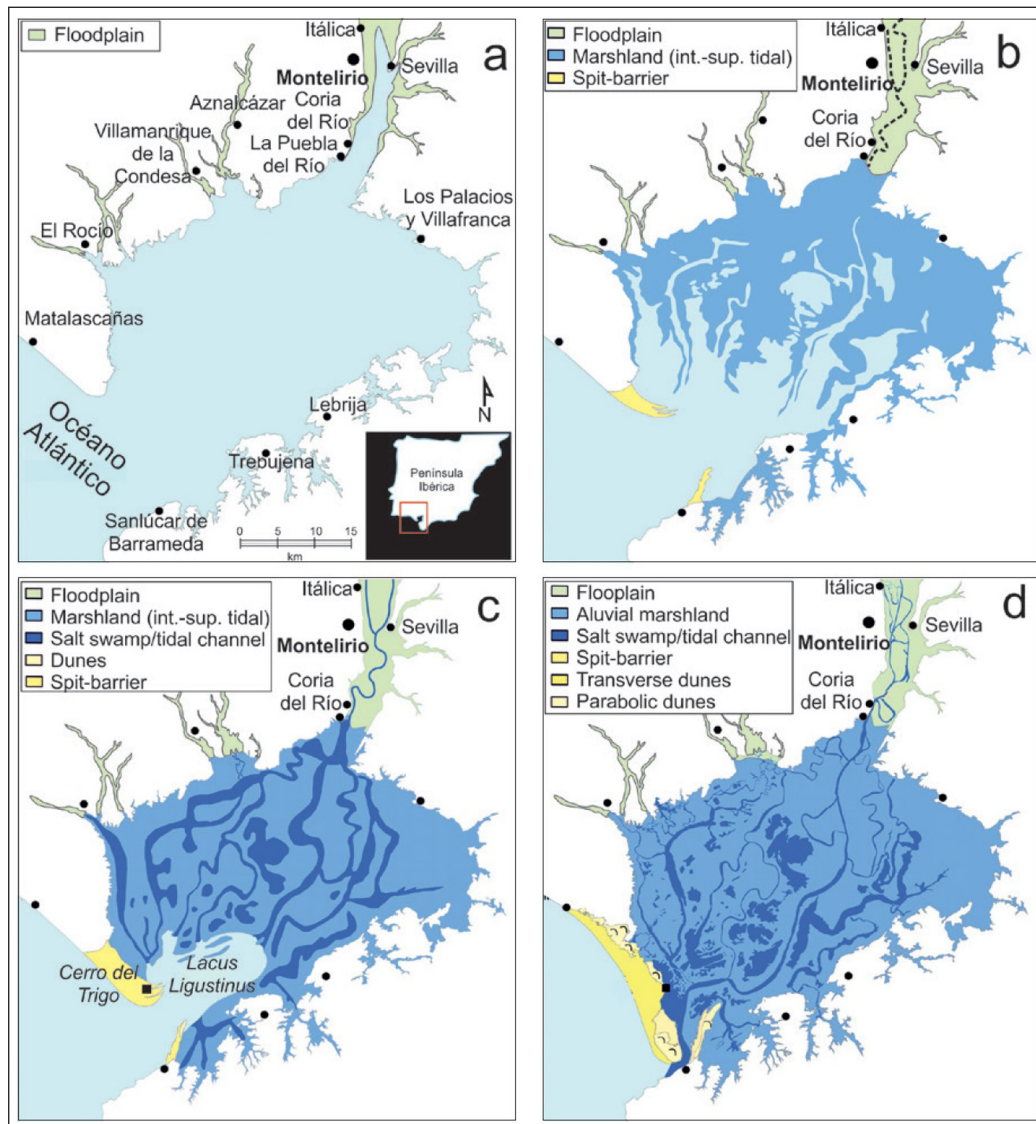 Floodplain
a
Itálica
Montelirio
Sevilla
Aznalcázar
Coria
del Río
Villamanrique
de la
Condesa
La Puebla
del Río
Los Palacios
y Villafranca
El Rocío
Matalascañas
Océano
Atlántico
Lebrija
N
Trebujena
Península
Ibérica
Sanlúcar de
Barrameda
0 5 10 15
km
Floodplain
Marshland (int.-sup. tidal)
Spit-barrier
b
Itálica
Montelirio
Sevilla
Coria
del Río
Floodplain
Marshland (int.-sup. tidal)
Salt swamp/tidal channel
Dunes
Spit-barrier
c
Itálica
Montelirio
Sevilla
Coria
del Río
Cerro del
Trigo
Lacus
Ligustinus
Flooplain
Aluvial marshland
Salt swamp/tidal channel
Spit-barrier
Transverse dunes
Parabolic dunes
d
Itálica
Montelirio
Sevilla
Coria
del Río